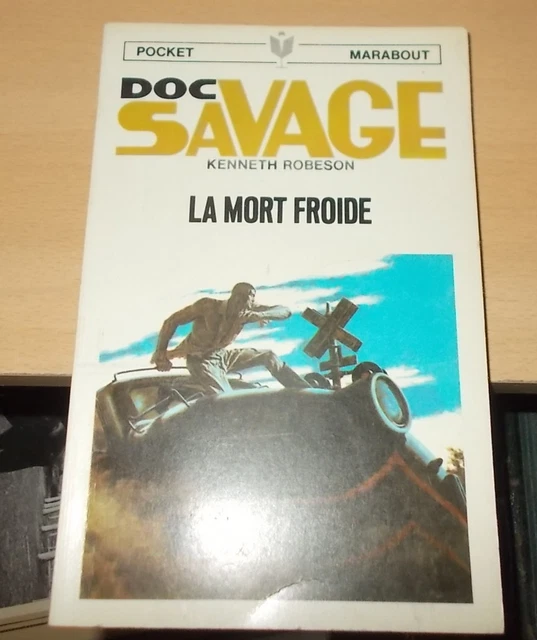 POCKET MARABOUT
DOC
SAVAGE
KENNETH ROBESON
LA MORT FROIDE